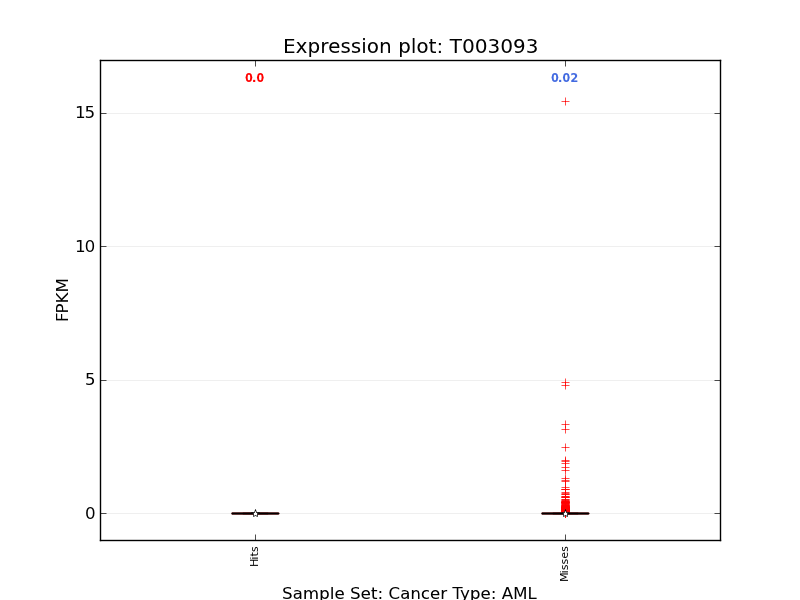 Expression plot: T003093
0.0
0.02
15
10
5
0
FPKM
Hits
Misses
Sample Set: Cancer Type: AML